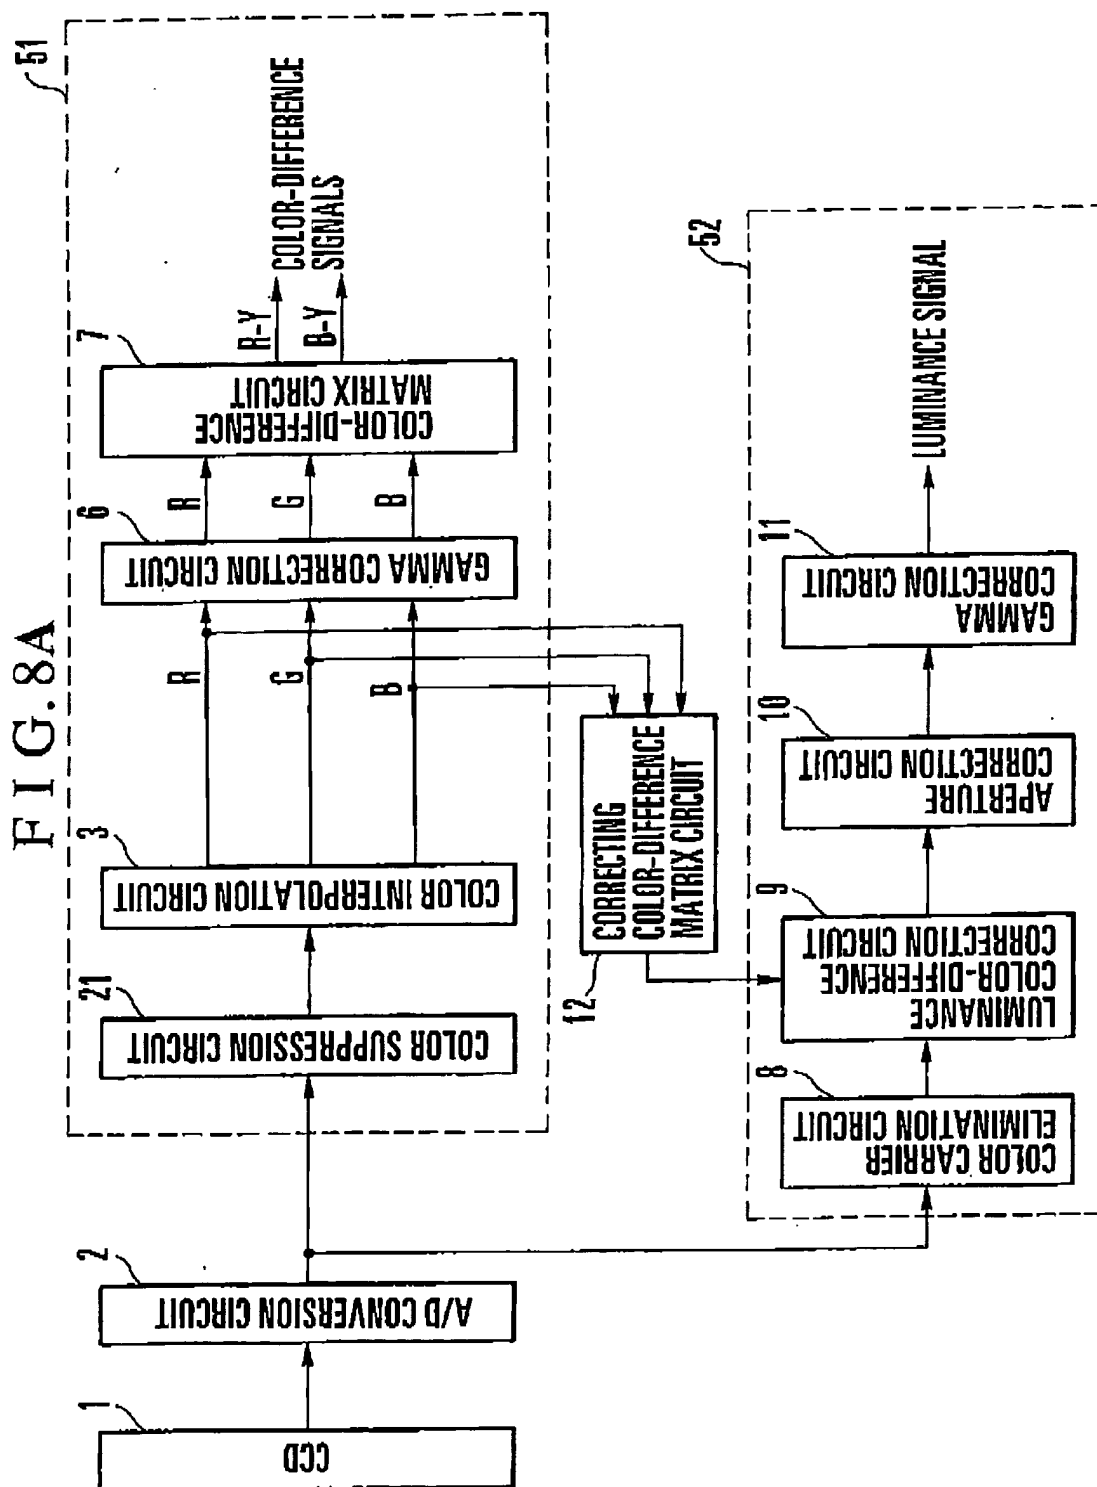 FIG. 8A
51
1
CCD
2
A/D CONVERSION CIRCUIT
21
COLOR SUPPRESSION CIRCUIT
3
COLOR INTERPOLATION CIRCUIT
R
G
B
6
GAMMA CORRECTION CIRCUIT
R
G
B
7
COLOR-DIFFERENCE
MATRIX CIRCUIT
R-Y
B-Y
COLOR-DIFFERENCE
SIGNALS
12
CORRECTING
COLOR-DIFFERENCE
MATRIX CIRCUIT
52
8
COLOR CARRIER
ELIMINATION CIRCUIT
9
LUMINANCE
COLOR-DIFFERENCE
CORRECTION CIRCUIT
10
APERTURE
CORRECTION CIRCUIT
11
GAMMA
CORRECTION CIRCUIT
LUMINANCE SIGNAL